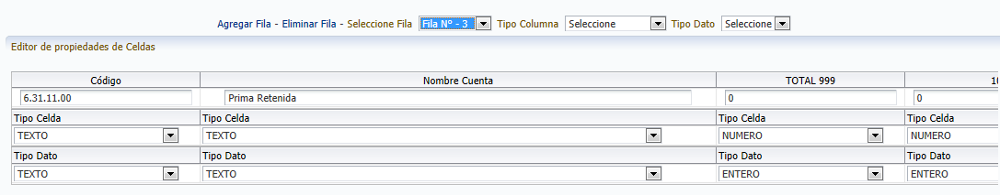 Agregar Fila - Eliminar Fila - Seleccione Fila Fila Nº - 3 Tipo Columna Seleccione Tipo Dato Seleccione
Editor de propiedades de Celdas
Código Nombre Cuenta TOTAL 999 10
6.31.11.00 Prima Retenida 0 0
Tipo Celda Tipo Celda Tipo Celda Tipo Celda
TEXTO TEXTO NUMERO NUMERO
Tipo Dato Tipo Dato Tipo Dato Tipo Dato
TEXTO TEXTO ENTERO ENTERO